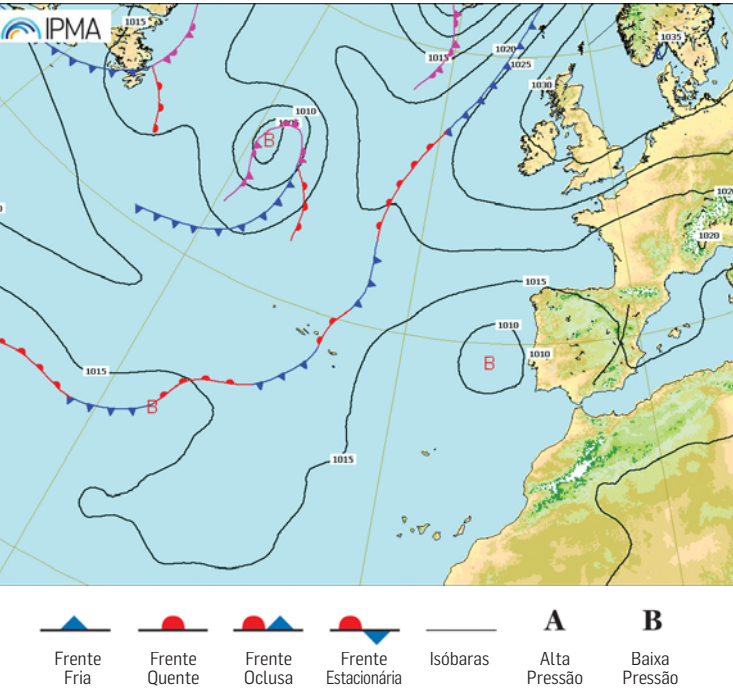 IPMA
1015
1035
1015
1020
1025
1030
1010
1005
B
1020
1015
1010
1010
B
1015
B
1015
A
B
Frente
Fria
Frente
Quente
Frente
Oclusa
Frente
Estacionária
Isóbaras
Alta
Pressão
Baixa
Pressão